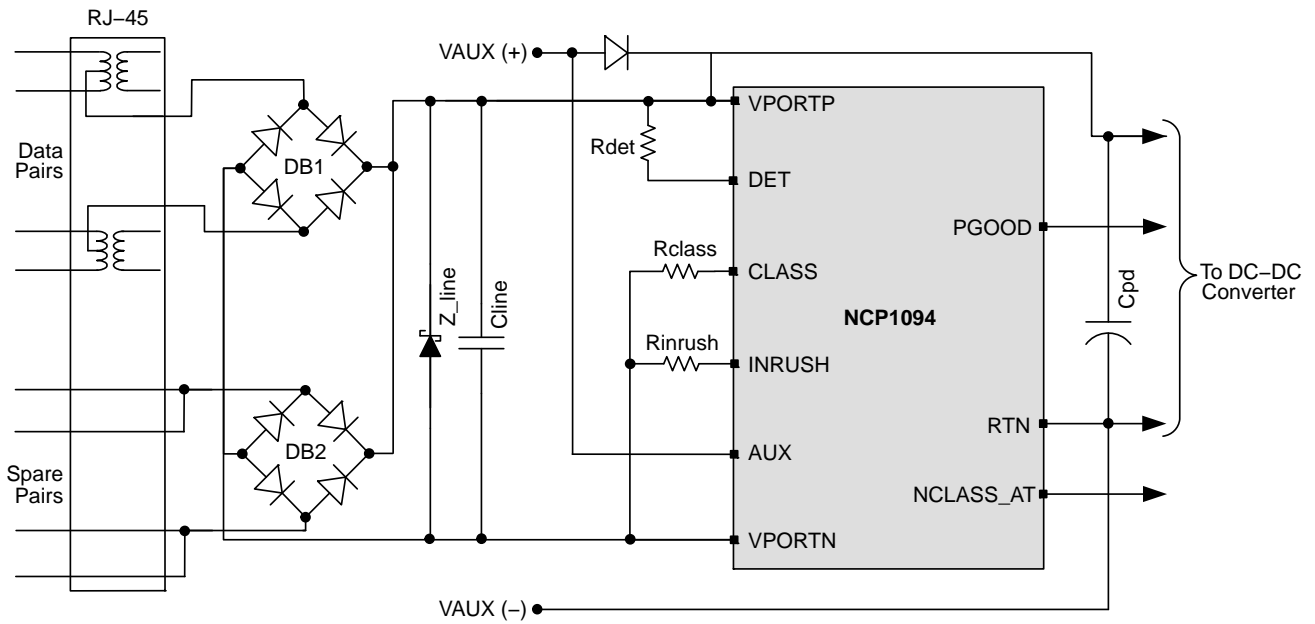 RJ−45
Data
Pairs
Spare
Pairs
DB1
DB2
Z_line
Cline
VAUX (+)
Rdet
Rclass
Rinrush
VAUX (−)
VPORTP
DET
CLASS
INRUSH
AUX
VPORTN
NCP1094
PGOOD
RTN
NCLASS_AT
Cpd
To DC−DC
Converter